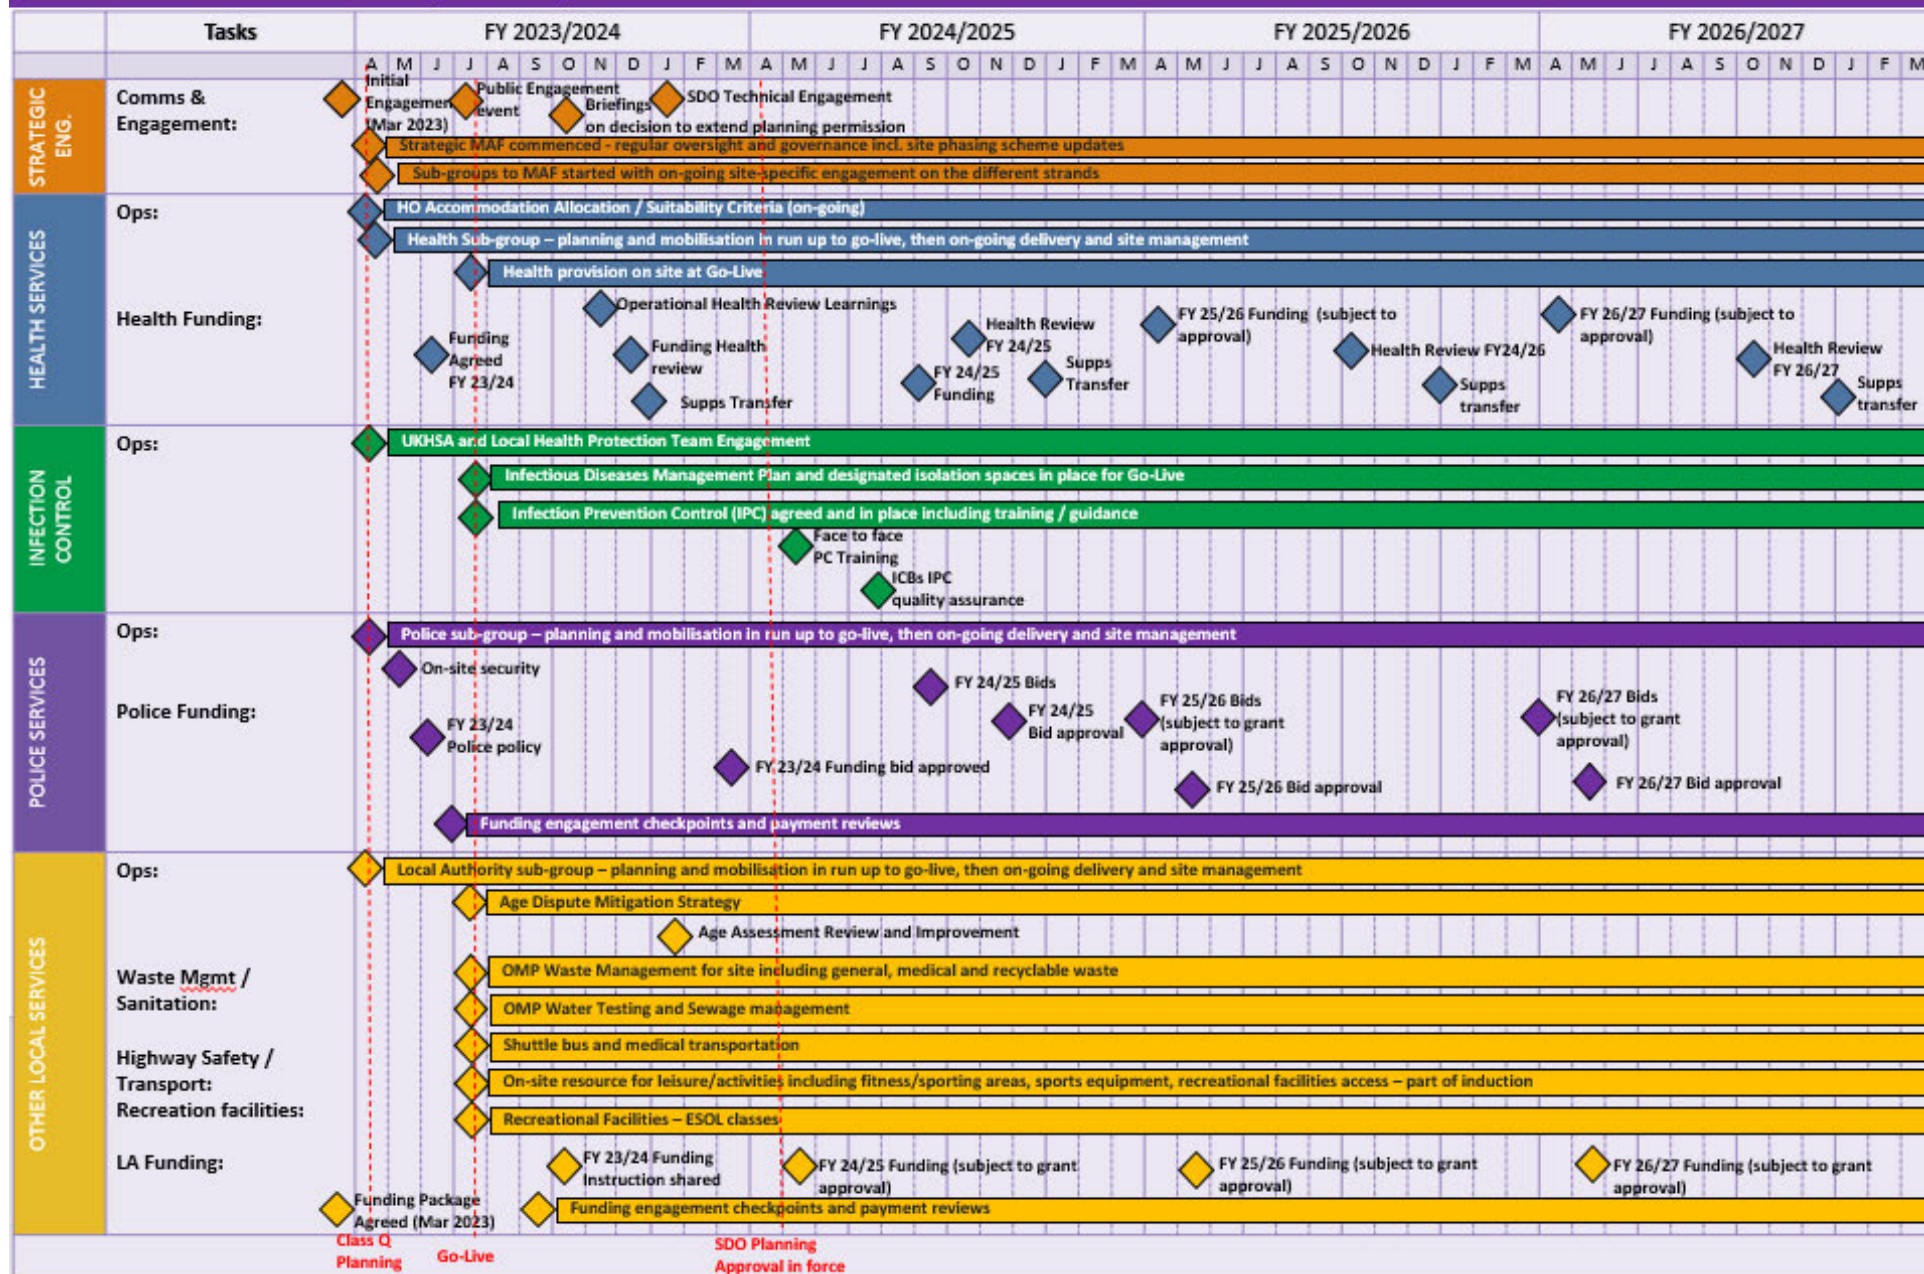 Tasks
FY 2023/2024
FY 2024/2025
FY 2025/2026
FY 2026/2027
A M J J A S O N D J F M A M J J A S O N D J F M A M J J A S O N D J F M A M J J A S O N D J F M
STRATEGIC
ENG.
Comms &
Engagement:
Initial
Engagemen
(Mar 2023)
Public Engagement
event
Briefings
on decision to extend planning permission
SDO Technical Engagement
Strategic MAF commenced - regular oversight and governance incl. site phasing scheme updates
Sub-groups to MAF started with on-going site-specific engagement on the different strands
HEALTH SERVICES
Ops:
HO Accommodation Allocation / Suitability Criteria (on-going)
Health Sub-group – planning and mobilisation in run up to go-live, then on-going delivery and site management
Health provision on site at Go-Live
Health Funding:
Operational Health Review Learnings
Funding
Agreed
FY 23/24
Funding Health
review
Supps Transfer
Health Review
FY 24/25
FY 24/25
Funding
Supps
Transfer
FY 25/26 Funding (subject to
approval)
Health Review FY24/26
Supps
transfer
FY 26/27 Funding (subject to
approval)
Health Review
FY 26/27
Supps
transfer
INFECTION
CONTROL
Ops:
UKHSA and Local Health Protection Team Engagement
Infectious Diseases Management Plan and designated isolation spaces in place for Go-Live
Infection Prevention Control (IPC) agreed and in place including training / guidance
Face to face
PC Training
ICBs IPC
quality assurance
POLICE SERVICES
Ops:
Police sub-group – planning and mobilisation in run up to go-live, then on-going delivery and site management
On-site security
Police Funding:
FY 23/24
Police policy
FY 23/24 Funding bid approved
FY 24/25 Bids
FY 24/25
Bid approval
FY 25/26 Bids
(subject to grant
approval)
FY 25/26 Bid approval
FY 26/27 Bids
(subject to grant
approval)
FY 26/27 Bid approval
Funding engagement checkpoints and payment reviews
OTHER LOCAL SERVICES
Ops:
Local Authority sub-group – planning and mobilisation in run up to go-live, then on-going delivery and site management
Age Dispute Mitigation Strategy
Age Assessment Review and Improvement
Waste Mgmt /
Sanitation:
OMP Waste Management for site including general, medical and recyclable waste
OMP Water Testing and Sewage management
Highway Safety /
Transport:
Shuttle bus and medical transportation
On-site resource for leisure/activities including fitness/sporting areas, sports equipment, recreational facilities access – part of induction
Recreation facilities:
Recreational Facilities – ESOL classes
LA Funding:
FY 23/24 Funding
Instruction shared
FY 24/25 Funding (subject to grant
approval)
FY 25/26 Funding (subject to grant
approval)
FY 26/27 Funding (subject to grant
approval)
Funding Package
Agreed (Mar 2023)
Funding engagement checkpoints and payment reviews
Class Q
Planning
Go-Live
SDO Planning
Approval in force